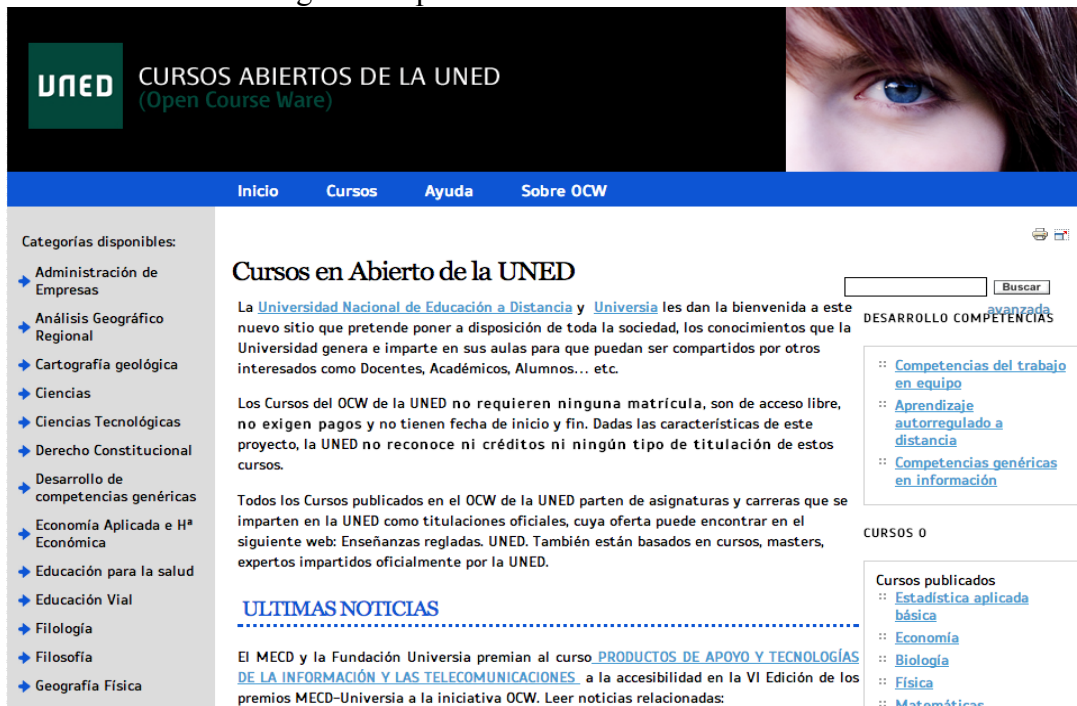 UNED
CURSOS ABIERTOS DE LA UNED
(Open Course Ware)
Inicio Cursos Ayuda Sobre OCW
Categorías disponibles:
Administración de
Empresas
Análisis Geográfico
Regional
Cartografía geológica
Ciencias
Ciencias Tecnológicas
Derecho Constitucional
Desarrollo de
competencias genéricas
Economía Aplicada e Hª
Económica
Educación para la salud
Educación Vial
Filología
Filosofía
Geografía Física
Cursos en Abierto de la UNED
La Universidad Nacional de Educación a Distancia y Universia les dan la bienvenida a este
nuevo sitio que pretende poner a disposición de toda la sociedad, los conocimientos que la
Universidad genera e imparte en sus aulas para que puedan ser compartidos por otros
interesados como Docentes, Académicos, Alumnos... etc.
Los Cursos del OCW de la UNED no requieren ninguna matrícula, son de acceso libre,
no exigen pagos y no tienen fecha de inicio y fin. Dadas las características de este
proyecto, la UNED no reconoce ni créditos ni ningún tipo de titulación de estos
cursos.
Todos los Cursos publicados en el OCW de la UNED parten de asignaturas y carreras que se
imparten en la UNED como titulaciones oficiales, cuya oferta puede encontrar en el
siguiente web: Enseñanzas regladas. UNED. También están basados en cursos, masters,
expertos impartidos oficialmente por la UNED.
ULTIMAS NOTICIAS
El MECD y la Fundación Universia premian al curso PRODUCTOS DE APOYO Y TECNOLOGÍAS
DE LA INFORMACIÓN Y LAS TELECOMUNICACIONES a la accesibilidad en la VI Edición de los
premios MECD-Universia a la iniciativa OCW. Leer noticias relacionadas:
Buscar
avanzada
DESARROLLO COMPETENCIAS
Competencias del trabajo
en equipo
Aprendizaje
autorregulado a
distancia
Competencias genéricas
en información
CURSOS 0
Cursos publicados
Estadística aplicada
básica
Economía
Biología
Física
Matemáticas